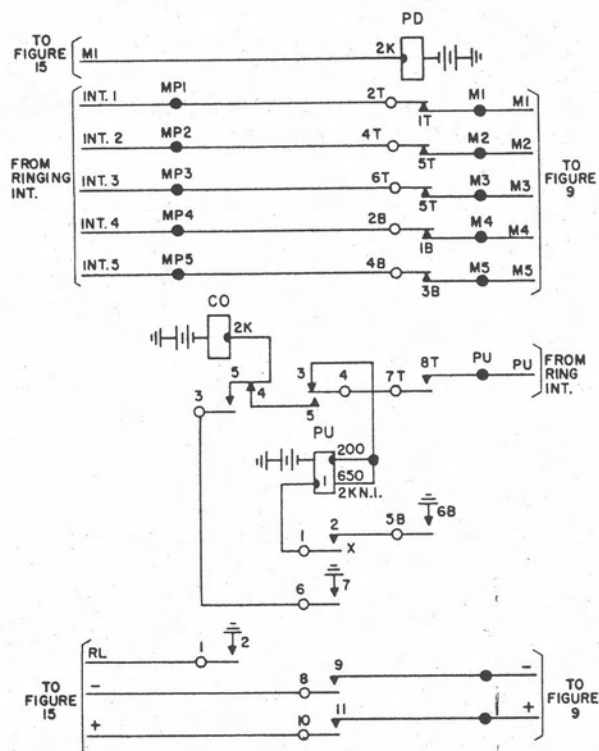 PD
TO FIGURE 15
M1
2K
INT. 1 MP1 2T 1T M1 M1
INT. 2 MP2 4T 5T M2 M2
INT. 3 MP3 6T 5T M3 M3
INT. 4 MP4 2B 1B M4 M4
INT. 5 MP5 4B 3B M5 M5
FROM RINGING INT.
TO FIGURE 9
CO
2K
3 5 4
3 4 5 7T 8T PU PU
FROM RING INT.
PU
200
1 650
2KN.I.
1 2 X 5B 6B
6 7
RL 1 2
- 8 9 -
+ 10 11 +
TO FIGURE 15
TO FIGURE 9